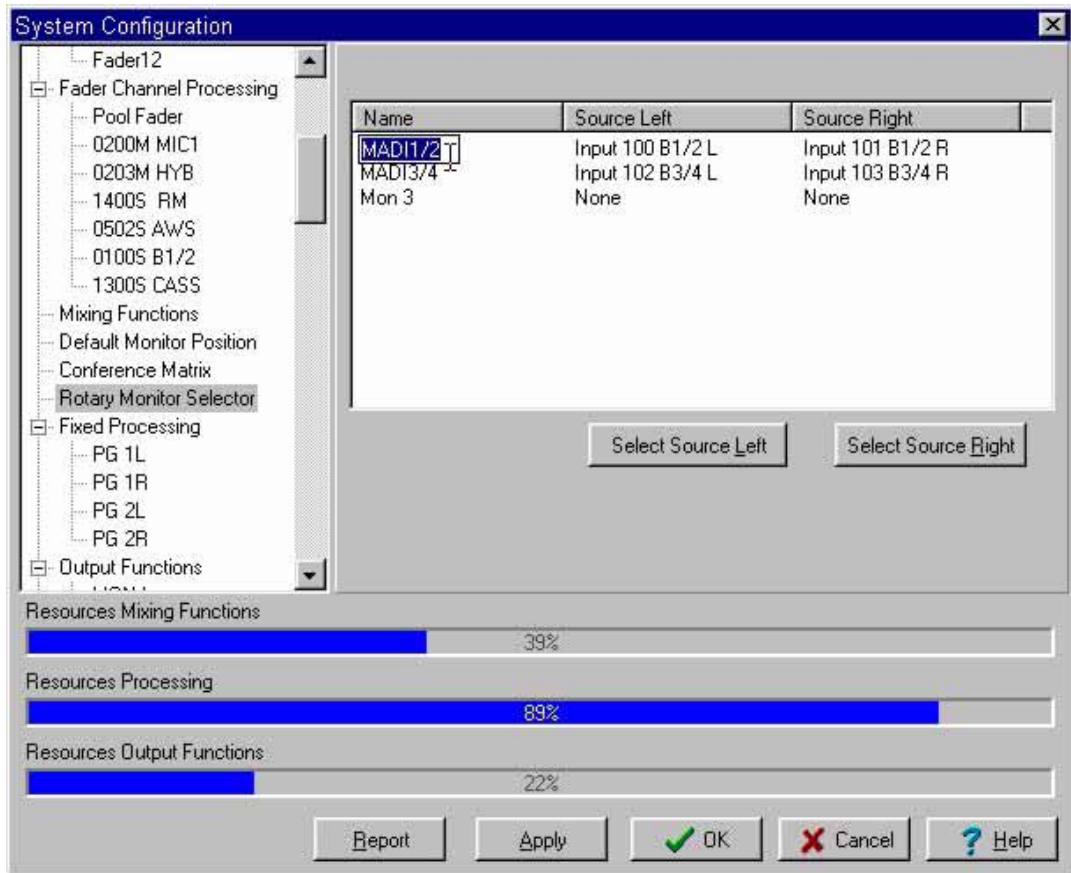 System Configuration
Fader12
Fader Channel Processing
Pool Fader
0200M MIC1
0203M HYB
1400S RM
0502S AWS
0100S B1/2
1300S CASS
Mixing Functions
Default Monitor Position
Conference Matrix
Rotary Monitor Selector
Fixed Processing
PG 1L
PG 1R
PG 2L
PG 2R
Output Functions
Name Source Left Source Right
MADI1/2 Input 100 B1/2 L Input 101 B1/2 R
MADI3/4 Input 102 B3/4 L Input 103 B3/4 R
Mon 3 None None
Select Source Left Select Source Right
Resources Mixing Functions
39%
Resources Processing
89%
Resources Output Functions
22%
Report Apply OK Cancel Help